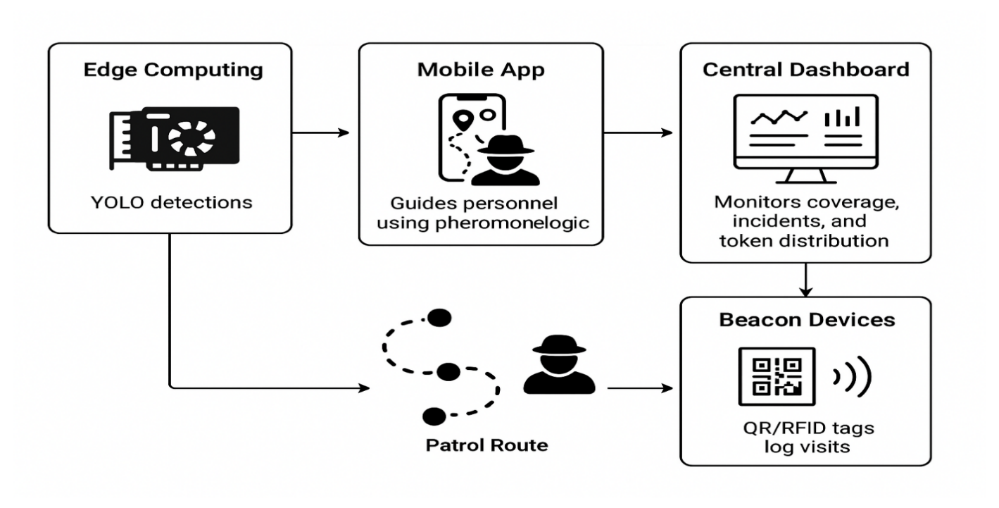 Edge Computing
YOLO detections
Mobile App
Guides personnel
using pheromonelogic
Central Dashboard
Monitors coverage,
incidents, and
token distribution
Patrol Route
Beacon Devices
QR/RFID tags
log visits